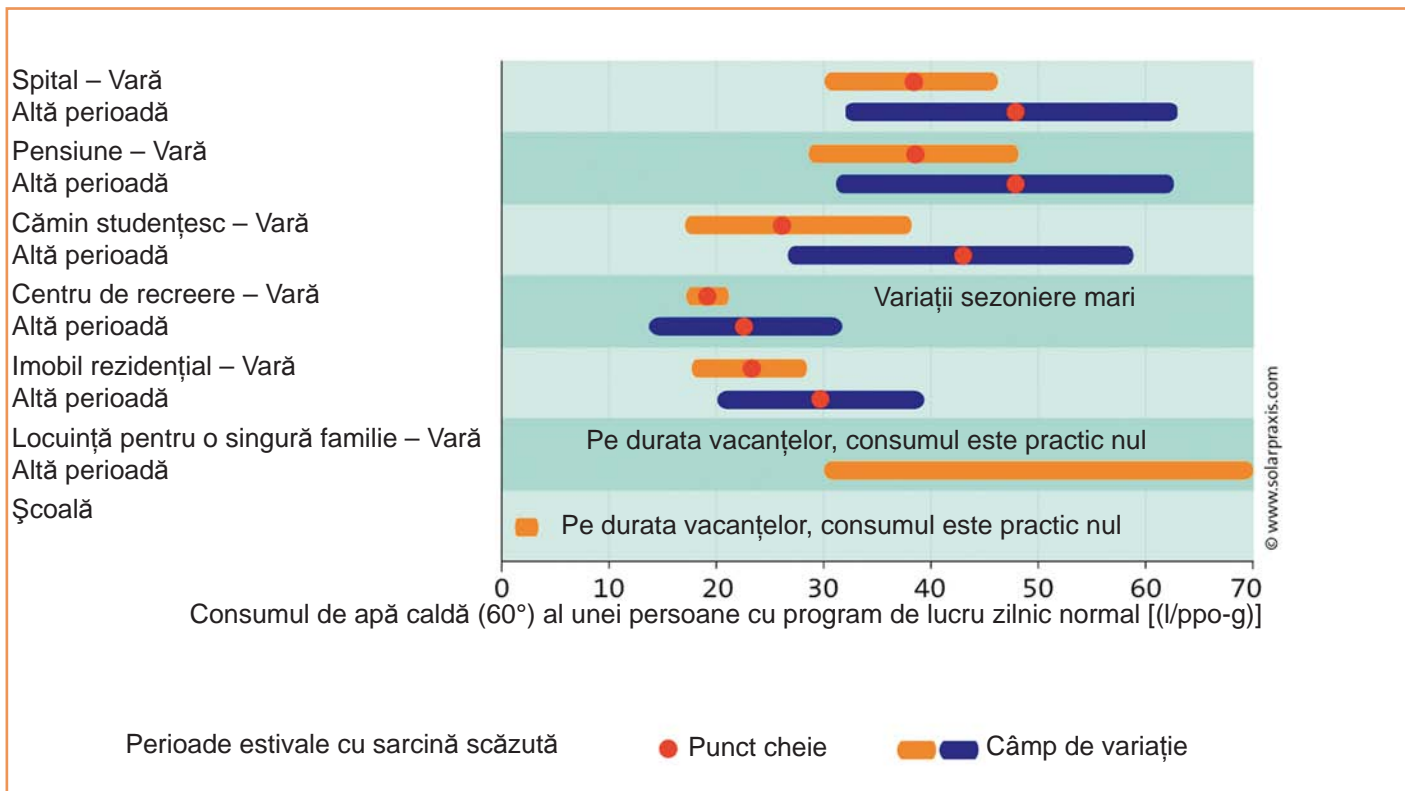 Spital – Vară
Altă perioadă
Pensiune – Vară
Altă perioadă
Cămin studențesc – Vară
Altă perioadă
Centru de recreere – Vară
Variații sezoniere mari
Altă perioadă
Imobil rezidențial – Vară
Altă perioadă
Locuință pentru o singură familie – Vară
Pe durata vacanțelor, consumul este practic nul
Altă perioadă
Şcoală
Pe durata vacanțelor, consumul este practic nul
© www.solarpraxis.com
0 10 20 30 40 50 60 70
Consumul de apă caldă (60°) al unei persoane cu program de lucru zilnic normal [(l/ppo-g)]
Perioade estivale cu sarcină scăzută
Punct cheie
Câmp de variație